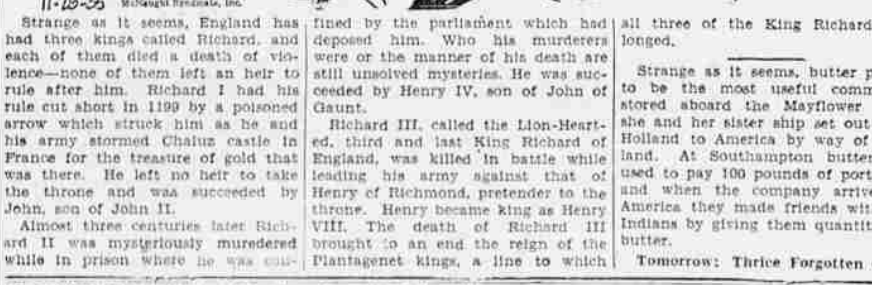 11-28-35 McNaught Syndicate, Inc.
Strange as it seems, England has
had three kings called Richard, and
each of them died a death of vio-
lence—none of them left an heir to
rule after him. Richard I had his
rule cut short in 1199 by a poisoned
arrow which struck him as he and
his army stormed Chaluz castle in
France for the treasure of gold that
was there. He left no heir to take
the throne and was succeeded by
John, son of John II.
Almost three centuries later Rich-
ard II was mysteriously muredered
while in prison where he was con-
fined by the parliament which had
deposed him. Who his murderers
were or the manner of his death are
still unsolved mysteries. He was suc-
ceeded by Henry IV, son of John of
Gaunt.
Richard III, called the Lion-Heart-
ed, third and last King Richard of
England, was killed in battle while
leading his army against that of
Henry of Richmond, pretender to the
throne. Henry became king as Henry
VIII. The death of Richard III
brought to an end the reign of the
Plantagenet kings, a line to which
all three of the King Richard
longed.
Strange as it seems, butter p
to be the most useful comm
stored aboard the Mayflower
she and her sister ship set out
Holland to America by way of
land. At Southampton butter
used to pay 100 pounds of port
and when the company arrive
America they made friends wit
Indians by giving them quantit
butter.
Tomorrow: Thrice Forgotten